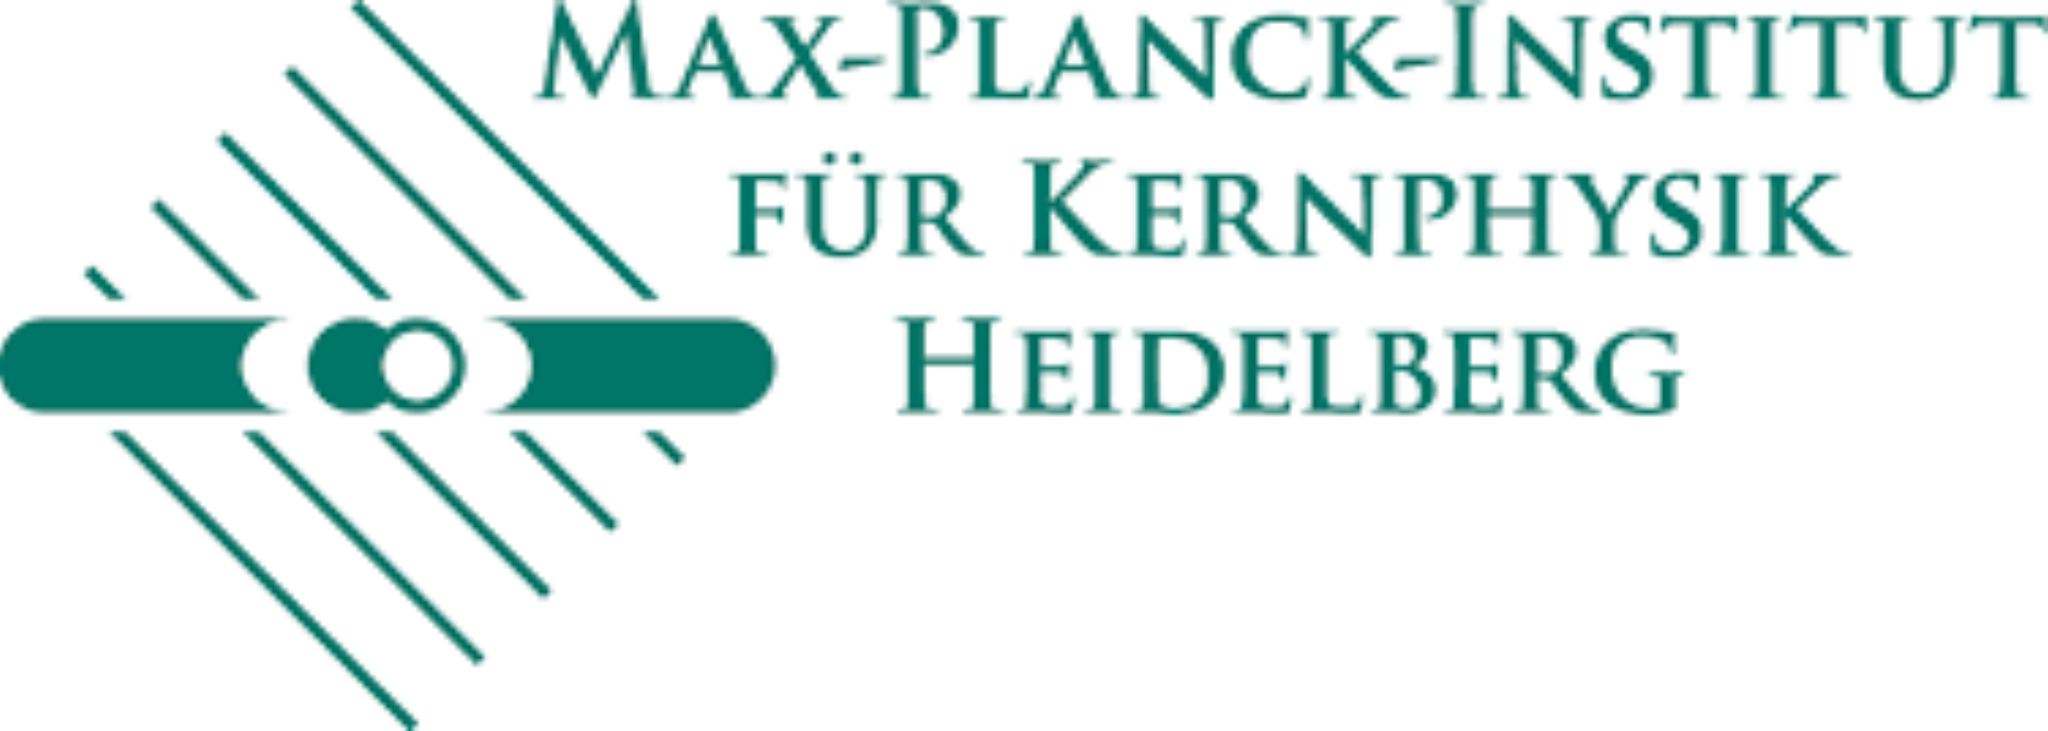 MAX-PLANCK-INSTITUT
FÜR KERNPHYSIK
HEIDELBERG